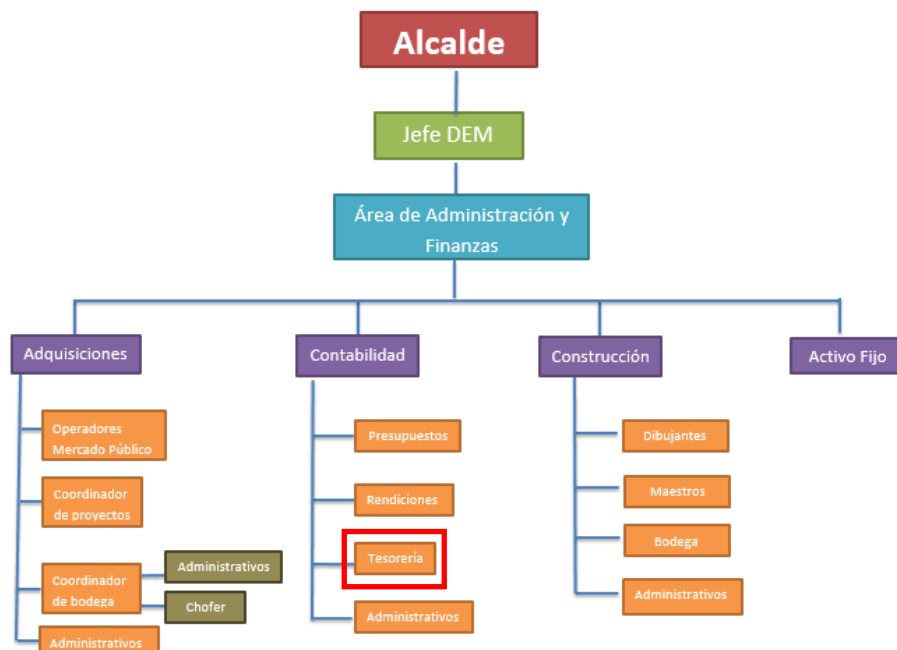 Alcalde
Jefe DEM
Área de Administración y
Finanzas
Adquisiciones
Contabilidad
Construcción
Activo Fijo
Operadores
Mercado Público
Coordinador
de proyectos
Coordinador
de bodega
Administrativos
Chofer
Administrativos
Presupuestos
Rendiciones
Tesorería
Administrativos
Dibujantes
Maestros
Bodega
Administrativos